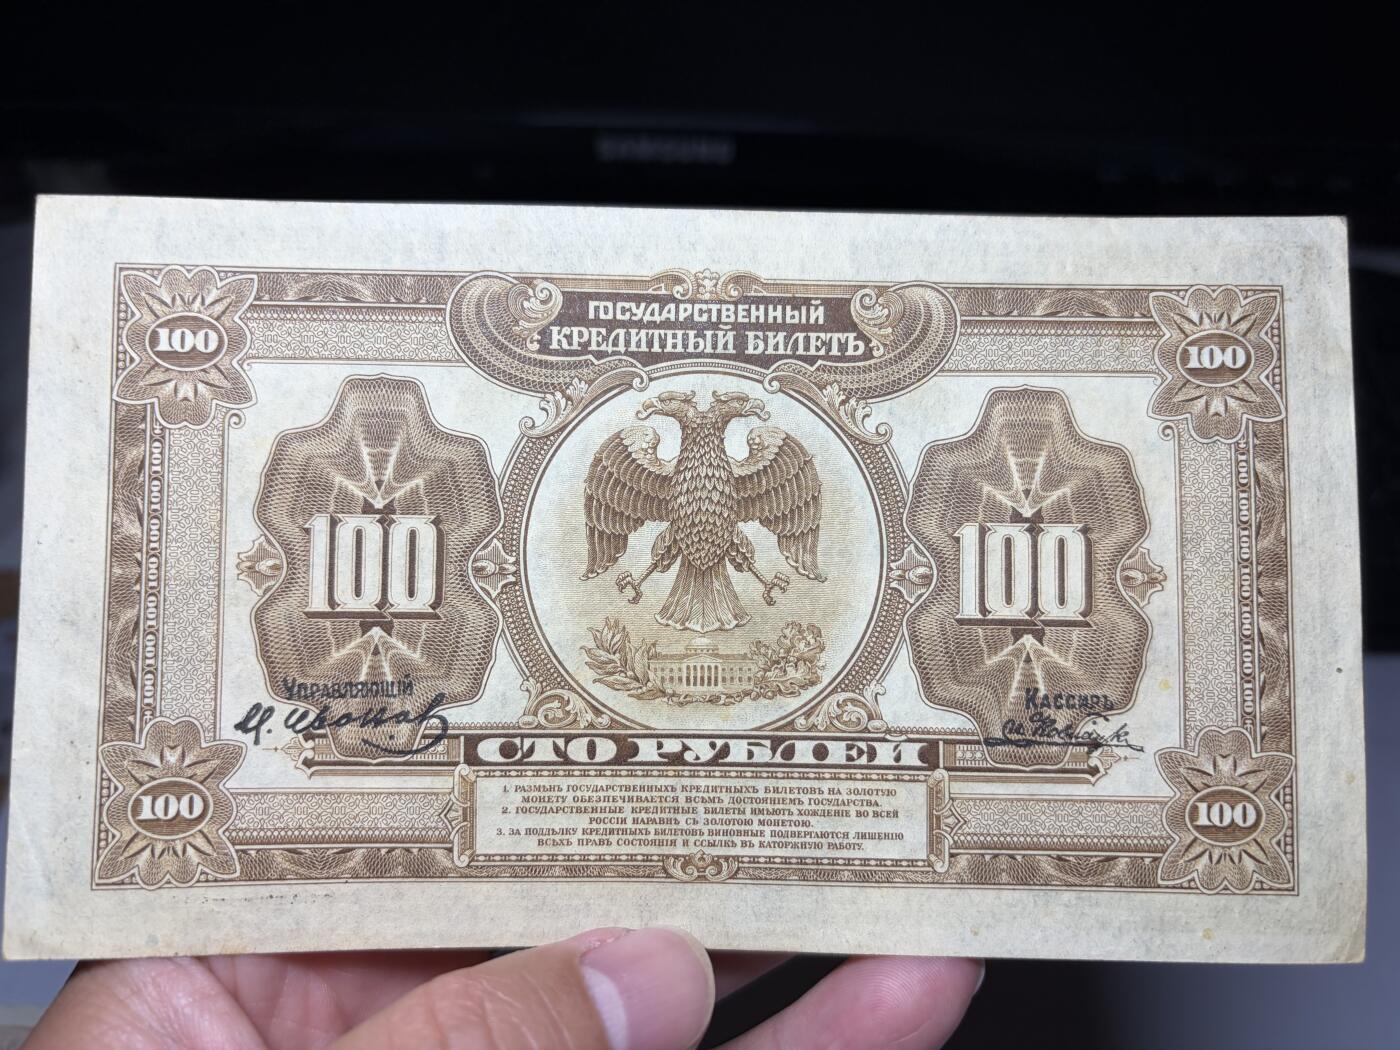 SAMSUNG
ГОСУДАРСТВЕННЫЙ
КРЕДИТНЫЙ БИЛЕТЪ
100
100
100
100
УПРАВЛЯЮЩІЙ
КАССИРЪ
СТО РУБЛЕЙ
100
100
1. РАЗМѢНЪ ГОСУДАРСТВЕННЫХЪ КРЕДИТНЫХЪ БИЛЕТОВЪ НА ЗОЛОТУЮ
МОНЕТУ ОБЕЗПЕЧИВАЕТСЯ ВСѢМЪ ДОСТОЯНІЕМЪ ГОСУДАРСТВА.
2. ГОСУДАРСТВЕННЫЕ КРЕДИТНЫЕ БИЛЕТЫ ИМѢЮТЪ ХОЖДЕНІЕ ВО ВСЕЙ
РОССІИ НАРАВНѢ СЪ ЗОЛОТОЮ МОНЕТОЮ.
3. ЗА ПОДДѢЛКУ КРЕДИТНЫХЪ БИЛЕТОВЪ ВИНОВНЫЕ ПОДВЕРГАЮТСЯ ЛИШЕНІЮ
ВСѢХЪ ПРАВЪ СОСТОЯНІЯ И ССЫЛКѢ ВЪ КАТОРЖНУЮ РАБОТУ.